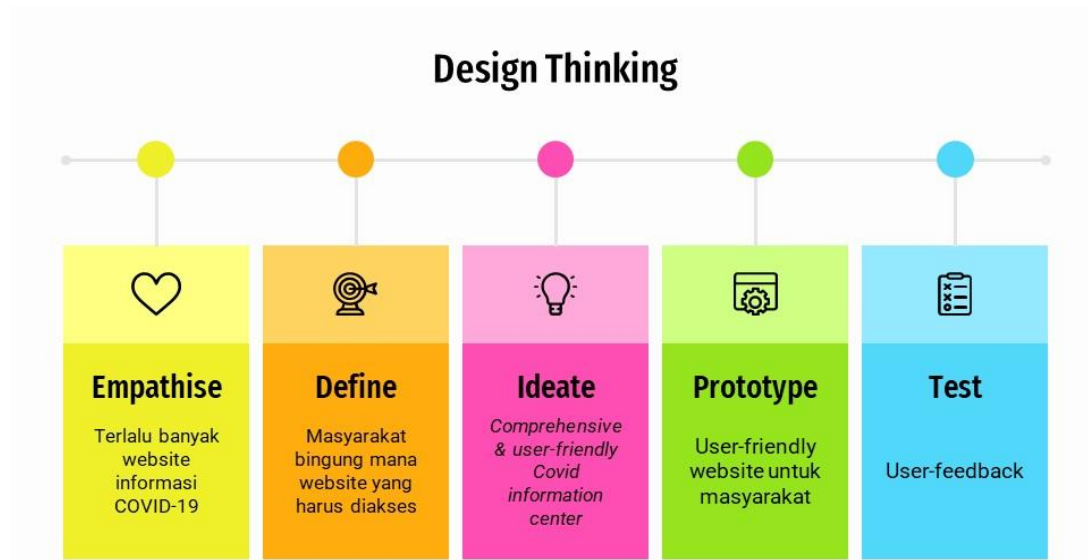 Design Thinking
Empathise
Terlalu banyak
website
informasi
COVID-19
Define
Masyarakat
bingung mana
website yang
harus diakses
Ideate
Comprehensive
& user-friendly
Covid
information
center
Prototype
User-friendly
website untuk
masyarakat
Test
User-feedback